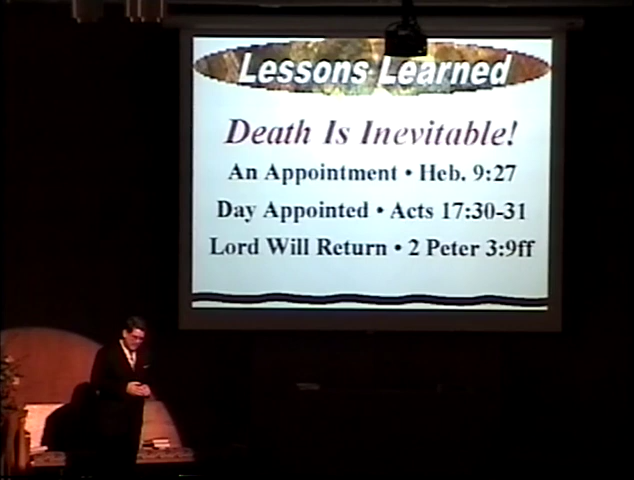 Lessons Learned
Death Is Inevitable!
An Appointment • Heb. 9:27
Day Appointed • Acts 17:30-31
Lord Will Return • 2 Peter 3:9ff